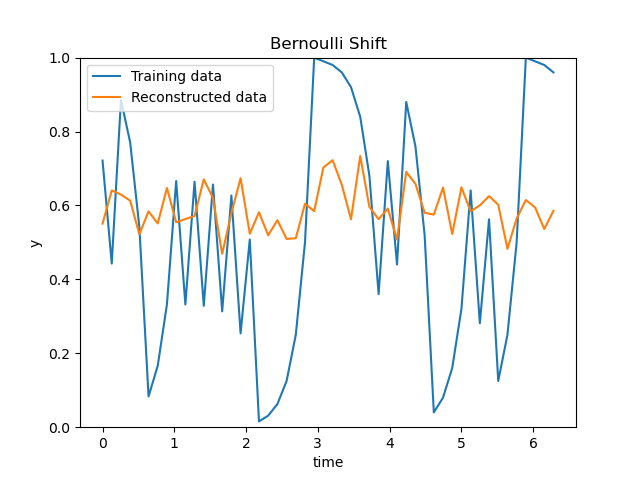 Bernoulli Shift
Training data
Reconstructed data
1.0
0.8
0.6
0.4
0.2
0.0
y
0 1 2 3 4 5 6
time